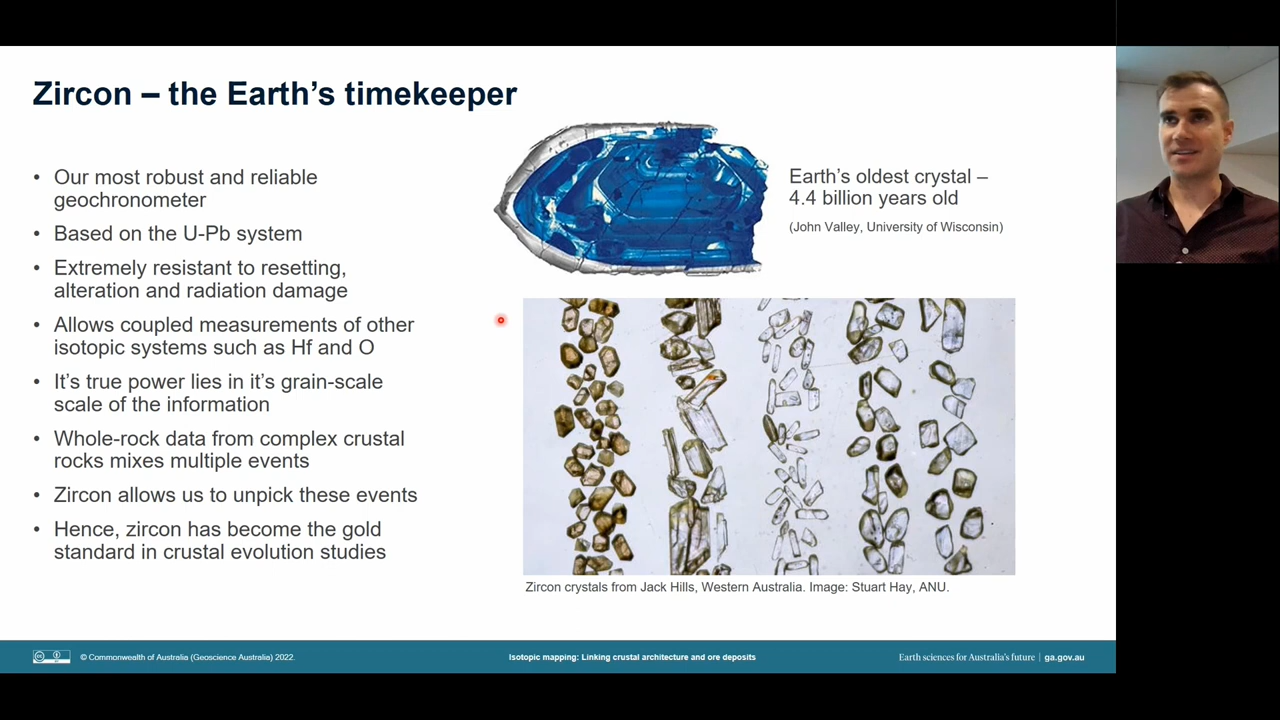 Zircon – the Earth's timekeeper
• Our most robust and reliable
geochronometer
• Based on the U-Pb system
• Extremely resistant to resetting,
alteration and radiation damage
• Allows coupled measurements of other
isotopic systems such as Hf and O
• It's true power lies in it's grain-scale
scale of the information
• Whole-rock data from complex crustal
rocks mixes multiple events
• Zircon allows us to unpick these events
• Hence, zircon has become the gold
standard in crustal evolution studies
Earth's oldest crystal –
4.4 billion years old
(John Valley, University of Wisconsin)
Zircon crystals from Jack Hills, Western Australia. Image: Stuart Hay, ANU.
© Commonwealth of Australia (Geoscience Australia) 2022.
Isotopic mapping: Linking crustal architecture and ore deposits
Earth sciences for Australia's future | ga.gov.au